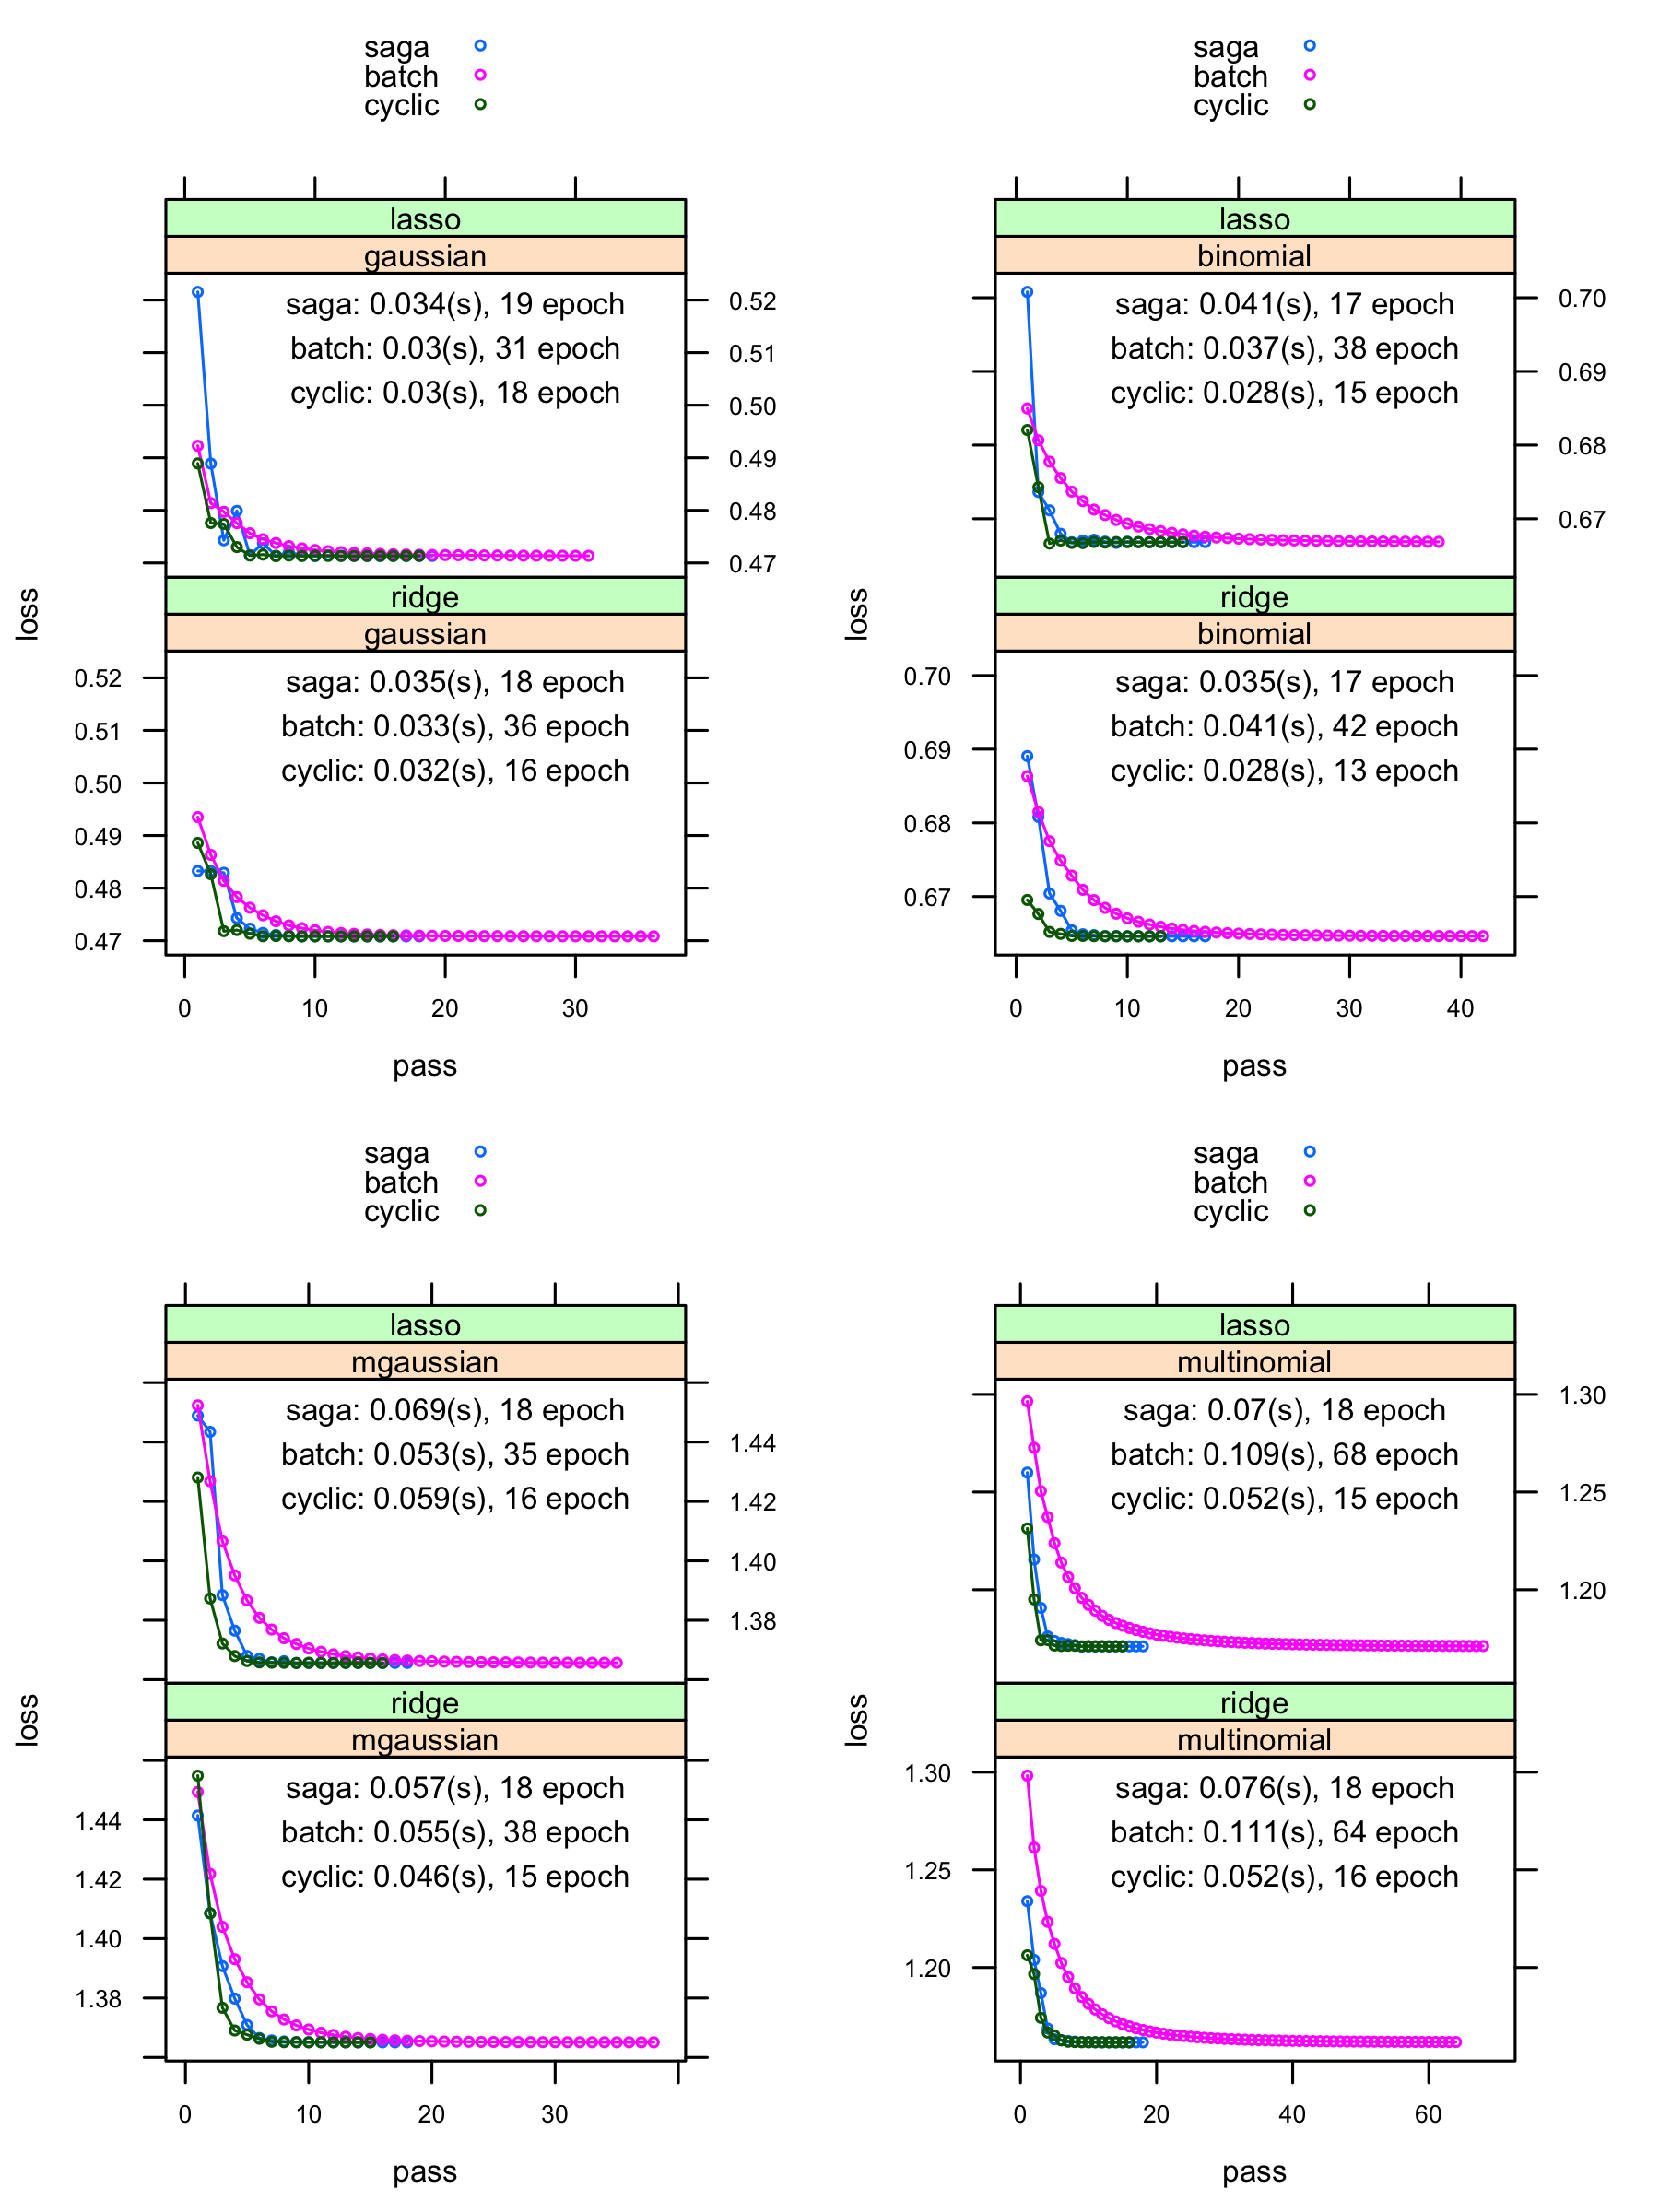 saga
batch
cyclic
lasso
gaussian
saga: 0.034(s), 19 epoch
batch: 0.03(s), 31 epoch
cyclic: 0.03(s), 18 epoch
0.52
0.51
0.50
0.49
0.48
0.47
ridge
gaussian
saga: 0.035(s), 18 epoch
batch: 0.033(s), 36 epoch
cyclic: 0.032(s), 16 epoch
0.52
0.51
0.50
0.49
0.48
0.47
loss
0 10 20 30
pass
saga
batch
cyclic
lasso
binomial
saga: 0.041(s), 17 epoch
batch: 0.037(s), 38 epoch
cyclic: 0.028(s), 15 epoch
0.70
0.69
0.68
0.67
ridge
binomial
saga: 0.035(s), 17 epoch
batch: 0.041(s), 42 epoch
cyclic: 0.028(s), 13 epoch
0.70
0.69
0.68
0.67
loss
0 10 20 30 40
pass
saga
batch
cyclic
lasso
mgaussian
saga: 0.069(s), 18 epoch
batch: 0.053(s), 35 epoch
cyclic: 0.059(s), 16 epoch
1.44
1.42
1.40
1.38
ridge
mgaussian
saga: 0.057(s), 18 epoch
batch: 0.055(s), 38 epoch
cyclic: 0.046(s), 15 epoch
1.44
1.42
1.40
1.38
loss
0 10 20 30
pass
saga
batch
cyclic
lasso
multinomial
saga: 0.07(s), 18 epoch
batch: 0.109(s), 68 epoch
cyclic: 0.052(s), 15 epoch
1.30
1.25
1.20
ridge
multinomial
saga: 0.076(s), 18 epoch
batch: 0.111(s), 64 epoch
cyclic: 0.052(s), 16 epoch
1.30
1.25
1.20
loss
0 20 40 60
pass